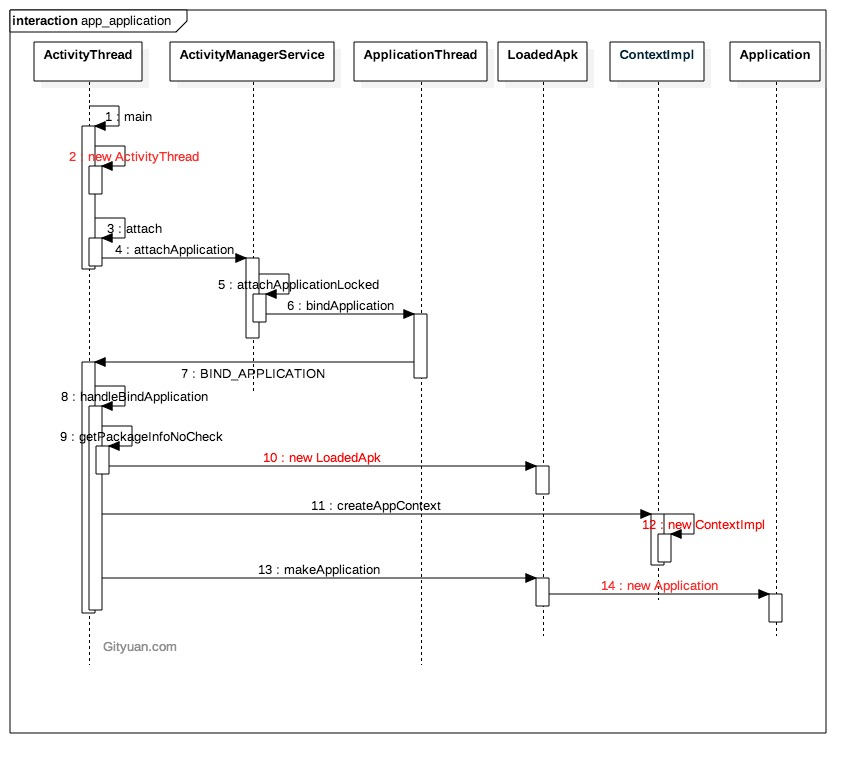 interaction app_application
ActivityThread
ActivityManagerService
ApplicationThread
LoadedApk
ContextImpl
Application
1 : main
2 : new ActivityThread
3 : attach
4 : attachApplication
5 : attachApplicationLocked
6 : bindApplication
7 : BIND_APPLICATION
8 : handleBindApplication
9 : getPackageInfoNoCheck
10 : new LoadedApk
11 : createAppContext
12 : new ContextImpl
13 : makeApplication
14 : new Application
Gityuan.com